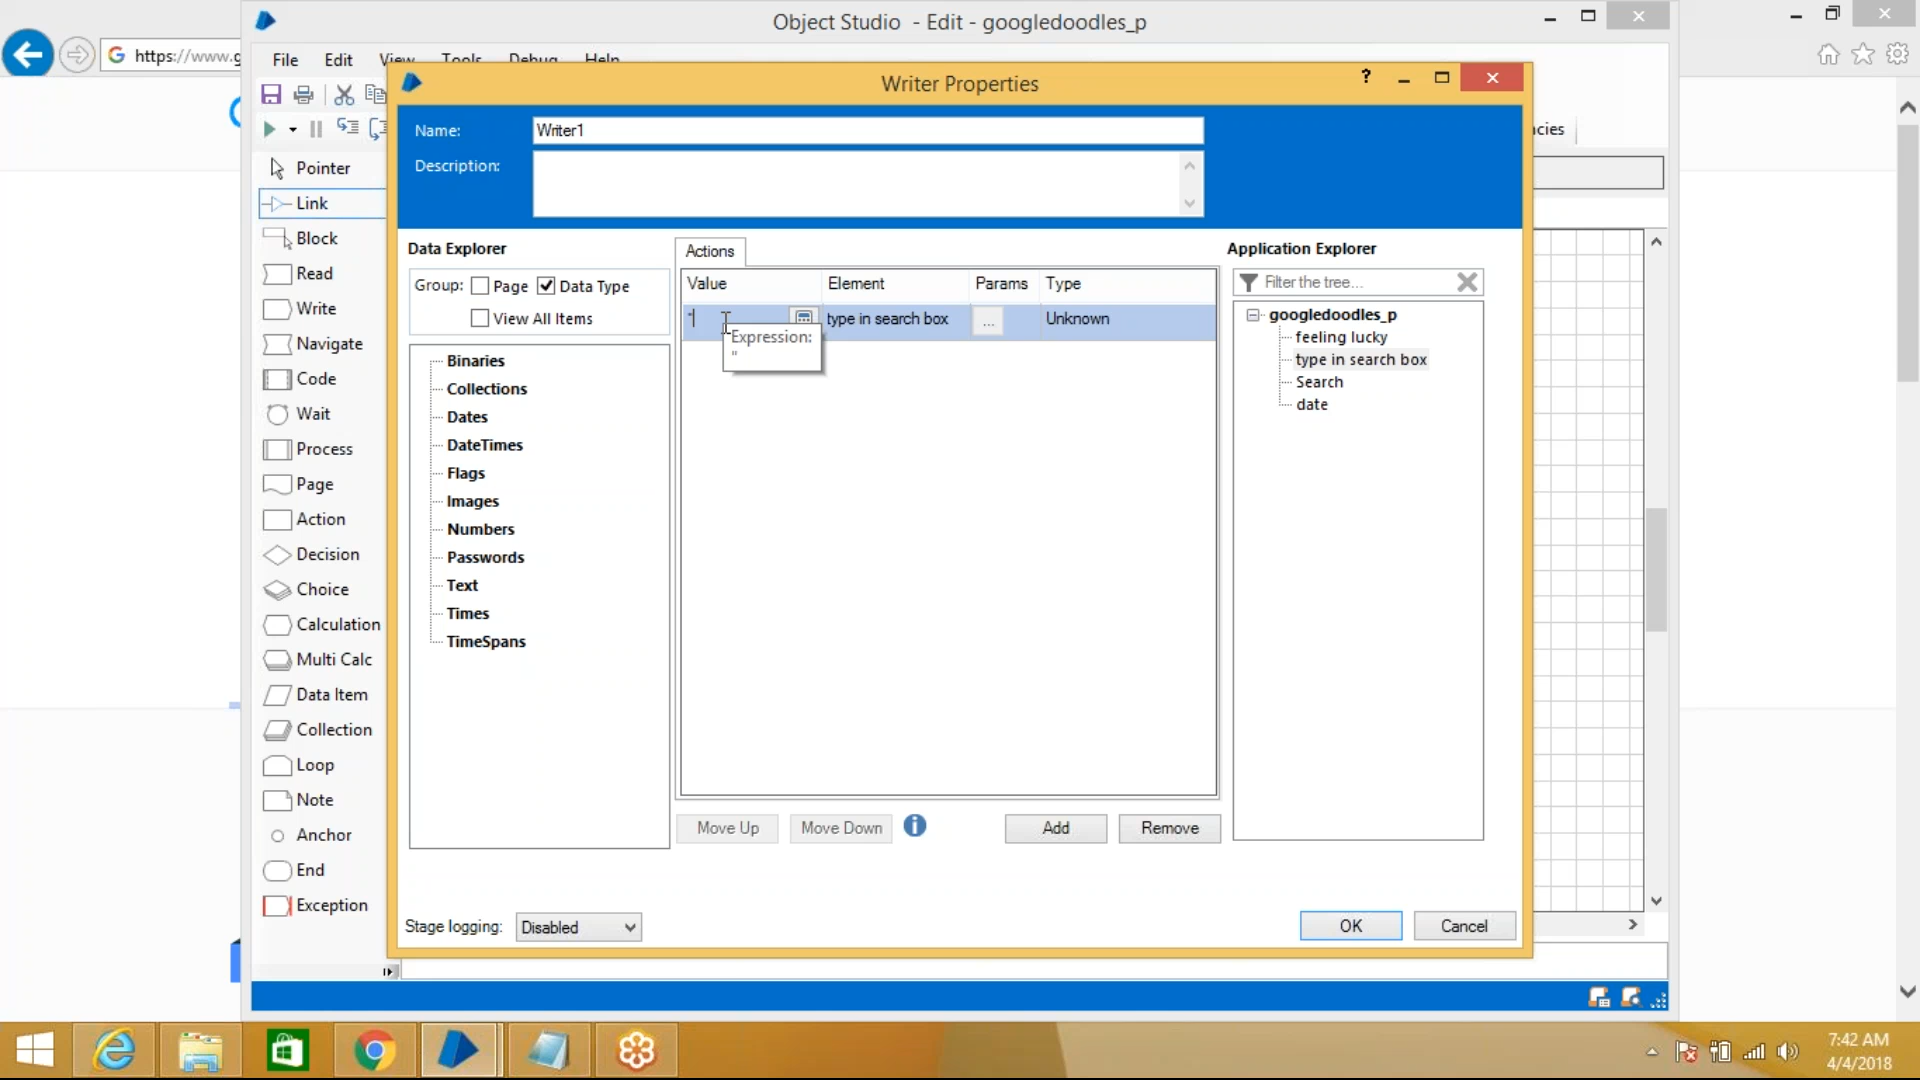 Object Studio - Edit - googledoodles_p
https://www.g
File Edit View Tools Debug Help
Writer Properties
?
Name: Writer1
Description:
cies
Pointer
Link
Block
Read
Write
Navigate
Code
Wait
Process
Page
Action
Decision
Choice
Calculation
Multi Calc
Data Item
Collection
Loop
Note
Anchor
End
Exception
Data Explorer
Group: Page Data Type
View All Items
Binaries
Collections
Dates
DateTimes
Flags
Images
Numbers
Passwords
Text
Times
TimeSpans
Actions
Value Element Params Type
" type in search box ... Unknown
Expression:
"
Move Up Move Down Add Remove
Application Explorer
Filter the tree...
googledoodles_p
feeling lucky
type in search box
Search
date
Stage logging: Disabled OK Cancel
7:42 AM
4/4/2018